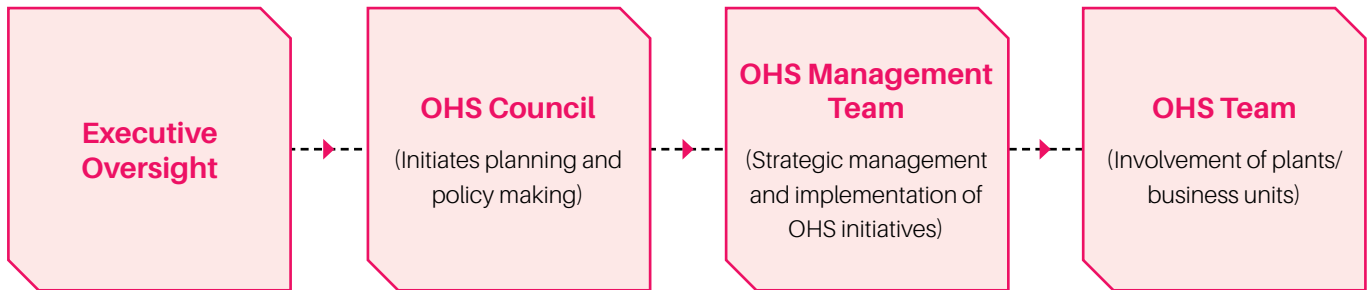 Executive
Oversight
OHS Council
(Initiates planning and
policy making)
OHS Management
Team
(Strategic management
and implementation of
OHS initiatives)
OHS Team
(Involvement of plants/
business units)